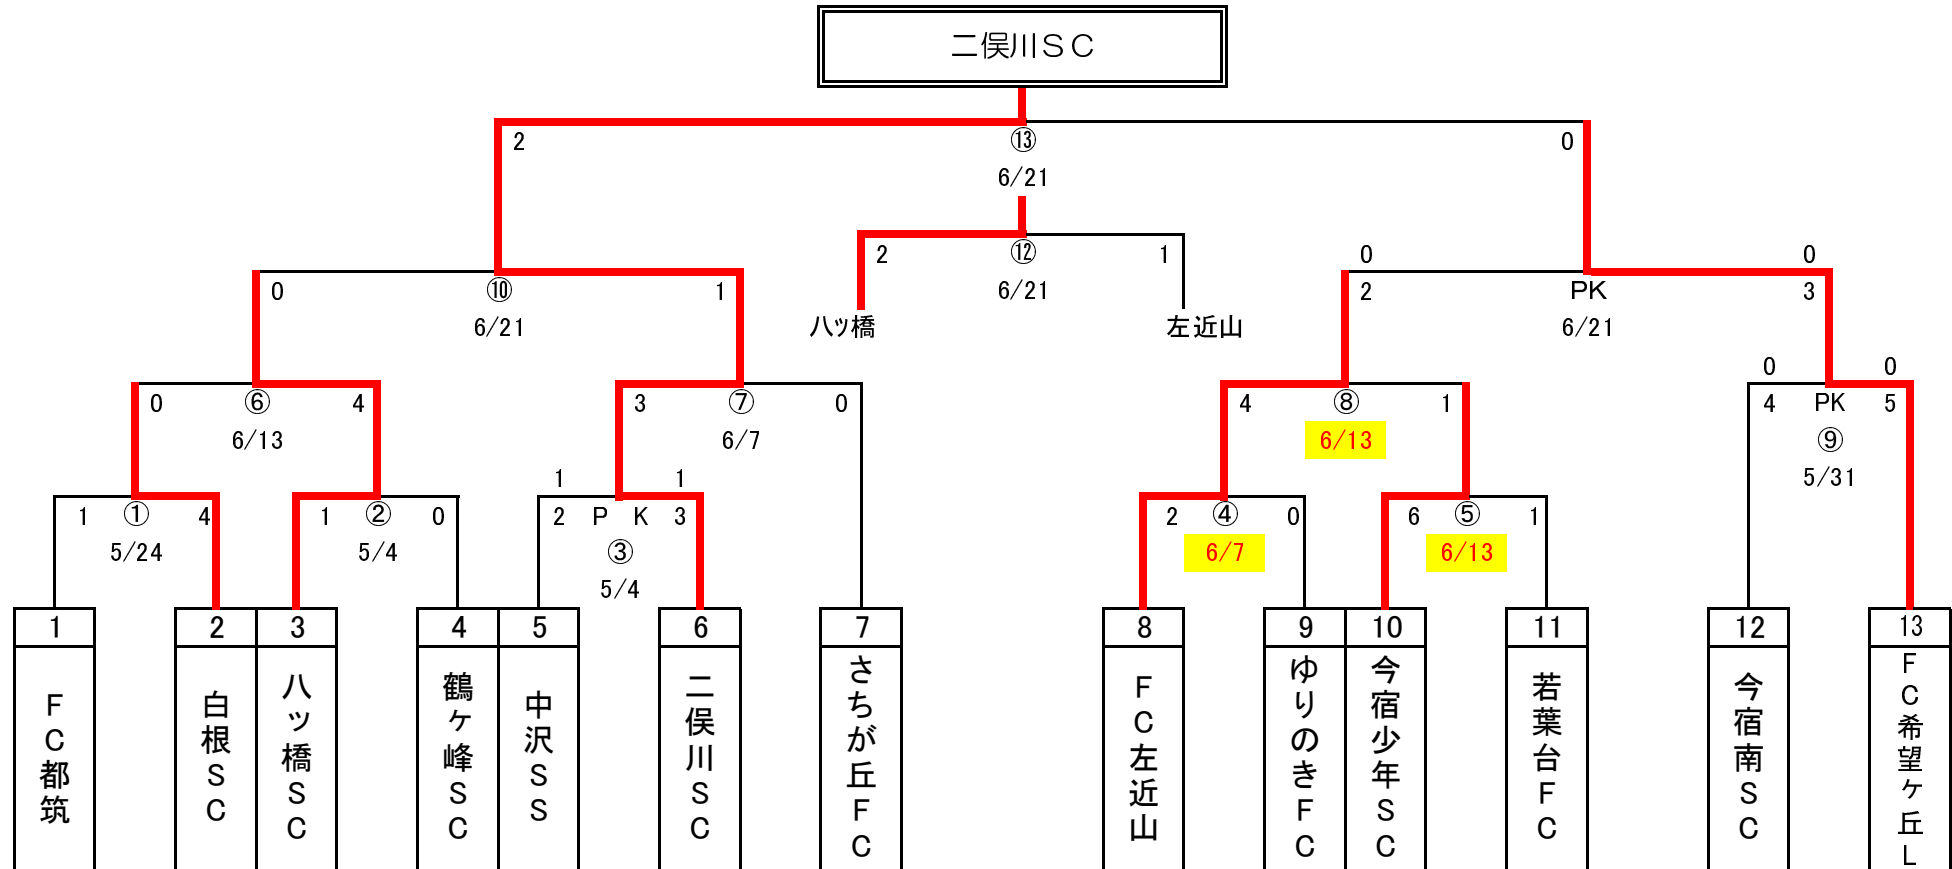 二俣川ＳＣ
2 ⑬ 0
6/21
2 ⑫ 1
6/21
八ッ橋 左近山
0 ⑩ 1
6/21
0 0
2 PK 3
6/21
0 ⑥ 4
6/13
3 ⑦ 0
6/7
4 ⑧ 1
6/13
0 0
4 PK 5
⑨
5/31
1 ① 4
5/24
1 ② 0
5/4
1 1
2 P K 3
③
5/4
2 ④ 0
6/7
6 ⑤ 1
6/13
1 2 3 4 5 6 7 8 9 10 11 12 13
ＦＣ都筑
白根ＳＣ
八ッ橋ＳＣ
鶴ヶ峰ＳＣ
中沢ＳＳ
二俣川ＳＣ
さちが丘ＦＣ
ＦＣ左近山
ゆりのきＦＣ
今宿少年ＳＣ
若葉台ＦＣ
今宿南ＳＣ
ＦＣ希望ヶ丘Ｌ